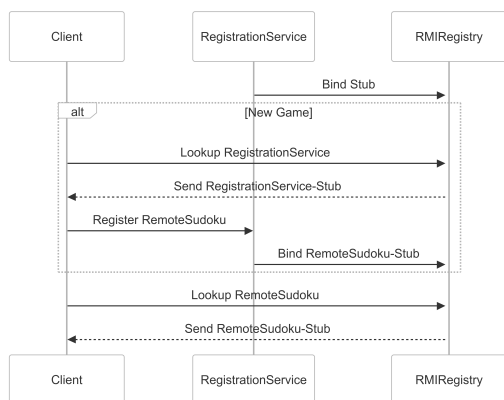 Client
RegistrationService
RMIRegistry
Bind Stub
alt
[New Game]
Lookup RegistrationService
Send RegistrationService-Stub
Register RemoteSudoku
Bind RemoteSudoku-Stub
Lookup RemoteSudoku
Send RemoteSudoku-Stub
Client
RegistrationService
RMIRegistry